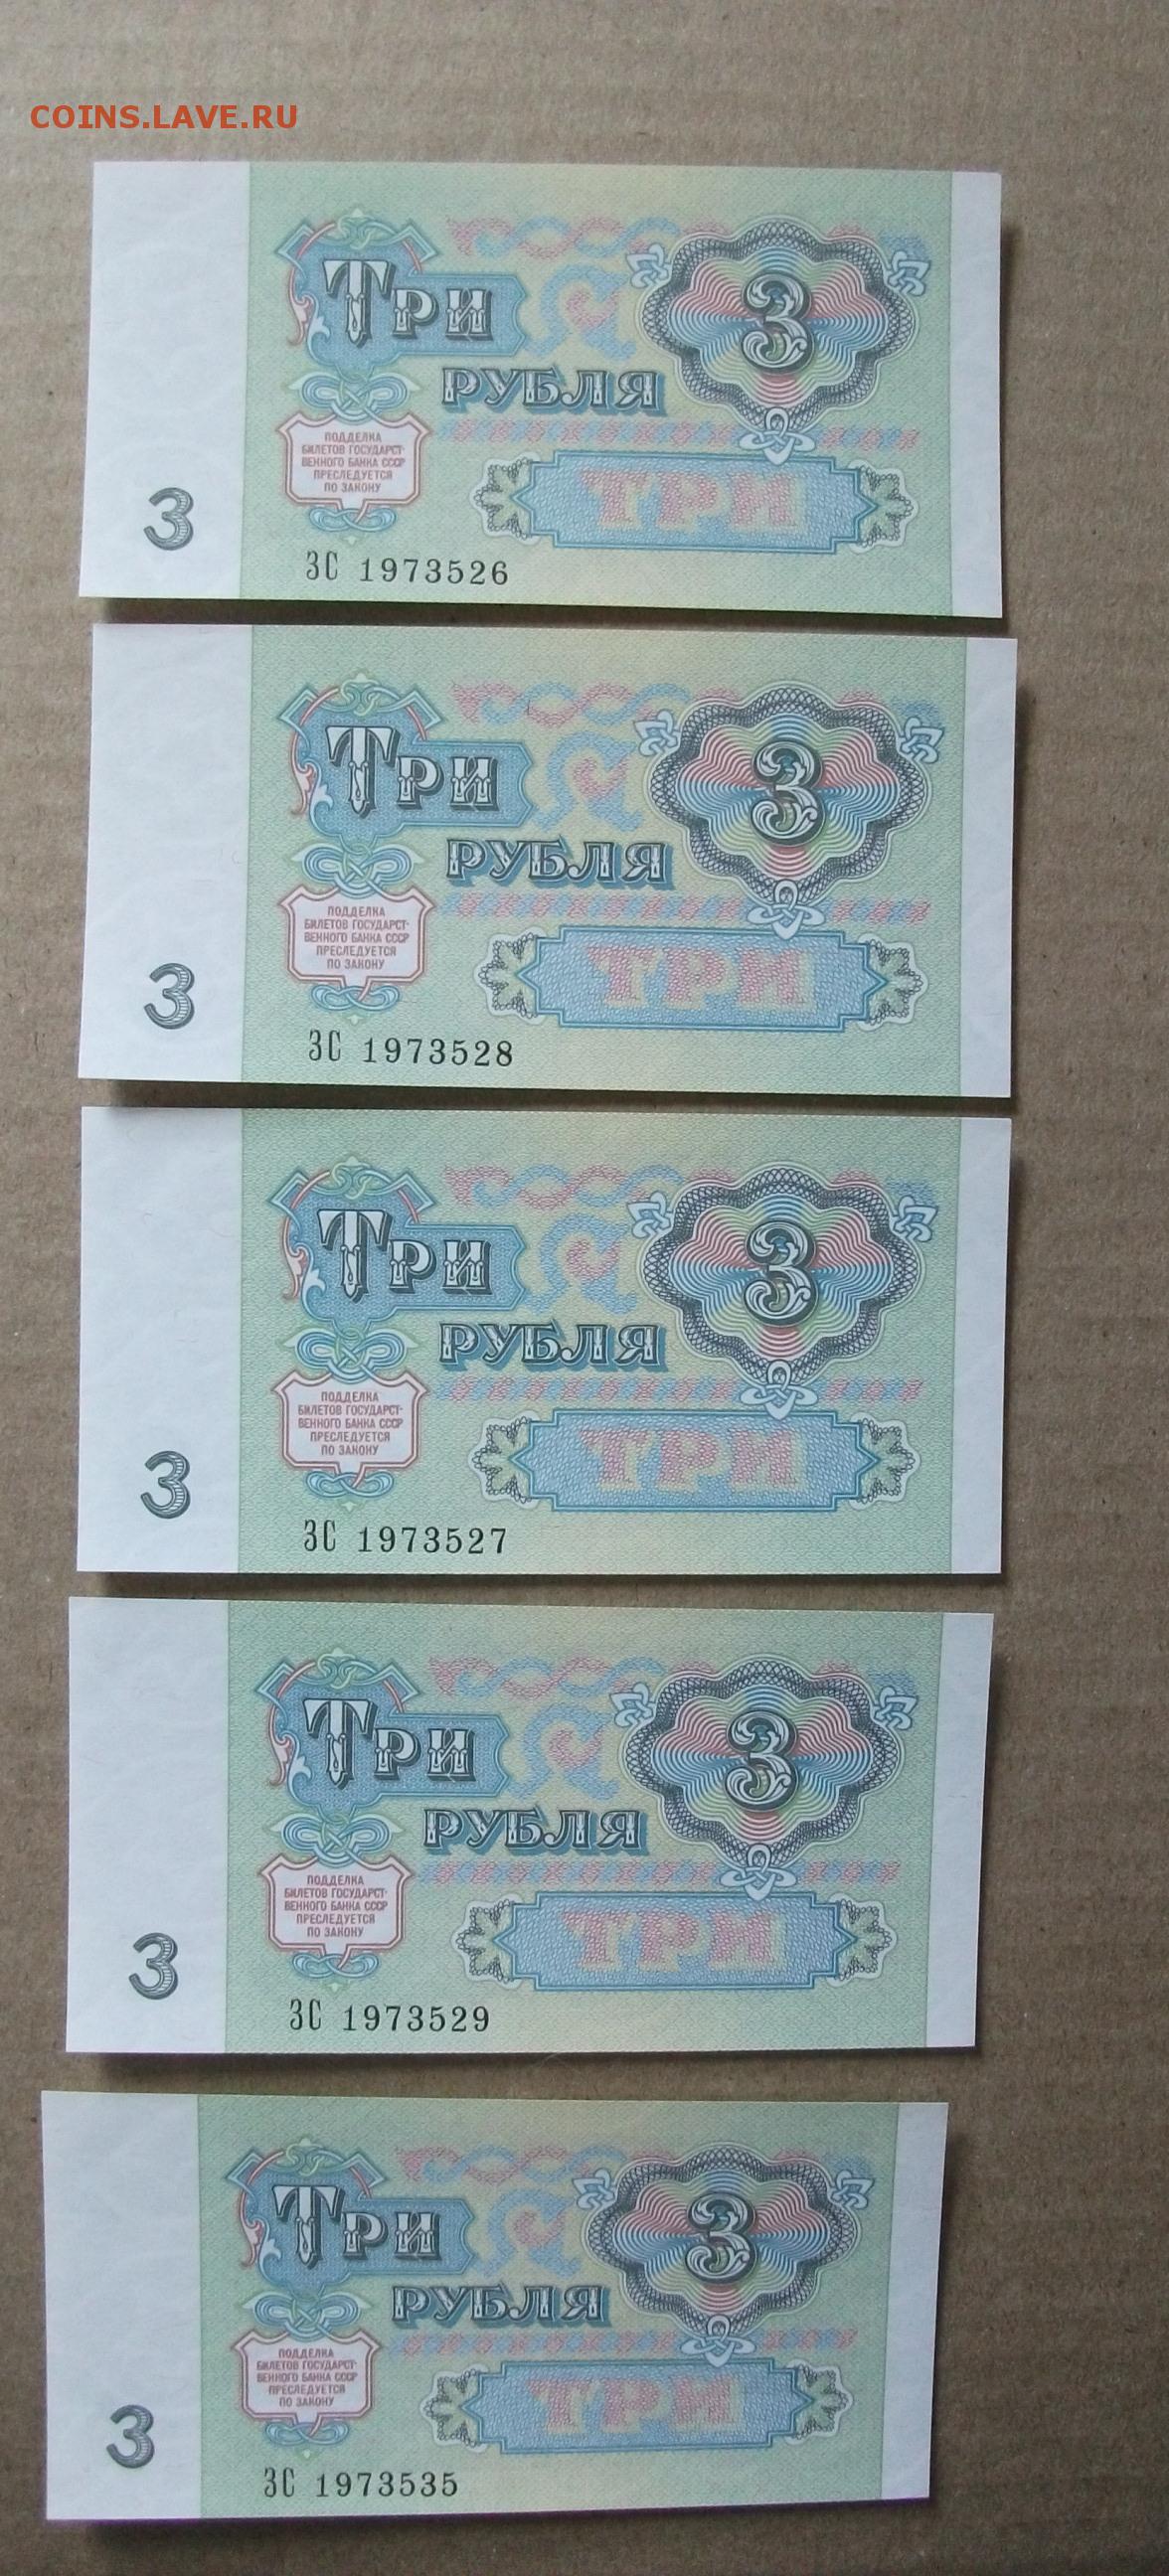 COINS.LAVE.RU
Три
3
РУБЛЯ
ПОДДЕЛКА
БИЛЕТОВ ГОСУДАРСТ-
ВЕННОГО БАНКА СССР
ПРЕСЛЕДУЕТСЯ
ПО ЗАКОНУ
ТРИ
3
ЗС 1973526
Три
3
РУБЛЯ
ПОДДЕЛКА
БИЛЕТОВ ГОСУДАРСТ-
ВЕННОГО БАНКА СССР
ПРЕСЛЕДУЕТСЯ
ПО ЗАКОНУ
ТРИ
3
ЗС 1973528
Три
3
РУБЛЯ
ПОДДЕЛКА
БИЛЕТОВ ГОСУДАРСТ-
ВЕННОГО БАНКА СССР
ПРЕСЛЕДУЕТСЯ
ПО ЗАКОНУ
ТРИ
3
ЗС 1973527
Три
3
РУБЛЯ
ПОДДЕЛКА
БИЛЕТОВ ГОСУДАРСТ-
ВЕННОГО БАНКА СССР
ПРЕСЛЕДУЕТСЯ
ПО ЗАКОНУ
ТРИ
3
ЗС 1973529
Три
3
РУБЛЯ
ПОДДЕЛКА
БИЛЕТОВ ГОСУДАРСТ-
ВЕННОГО БАНКА СССР
ПРЕСЛЕДУЕТСЯ
ПО ЗАКОНУ
ТРИ
3
ЗС 1973535